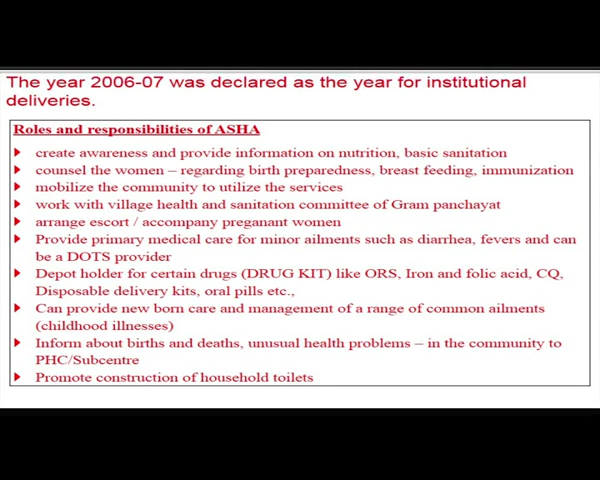 The year 2006-07 was declared as the year for institutional
deliveries.
Roles and responsibilities of ASHA
create awareness and provide information on nutrition, basic sanitation
counsel the women – regarding birth preparedness, breast feeding, immunization
mobilize the community to utilize the services
work with village health and sanitation committee of Gram panchayat
arrange escort / accompany preganant women
Provide primary medical care for minor ailments such as diarrhea, fevers and can
be a DOTS provider
Depot holder for certain drugs (DRUG KIT) like ORS, Iron and folic acid, CQ,
Disposable delivery kits, oral pills etc.,
Can provide new born care and management of a range of common ailments
(childhood illnesses)
Inform about births and deaths, unusual health problems – in the community to
PHC/Subcentre
Promote construction of household toilets